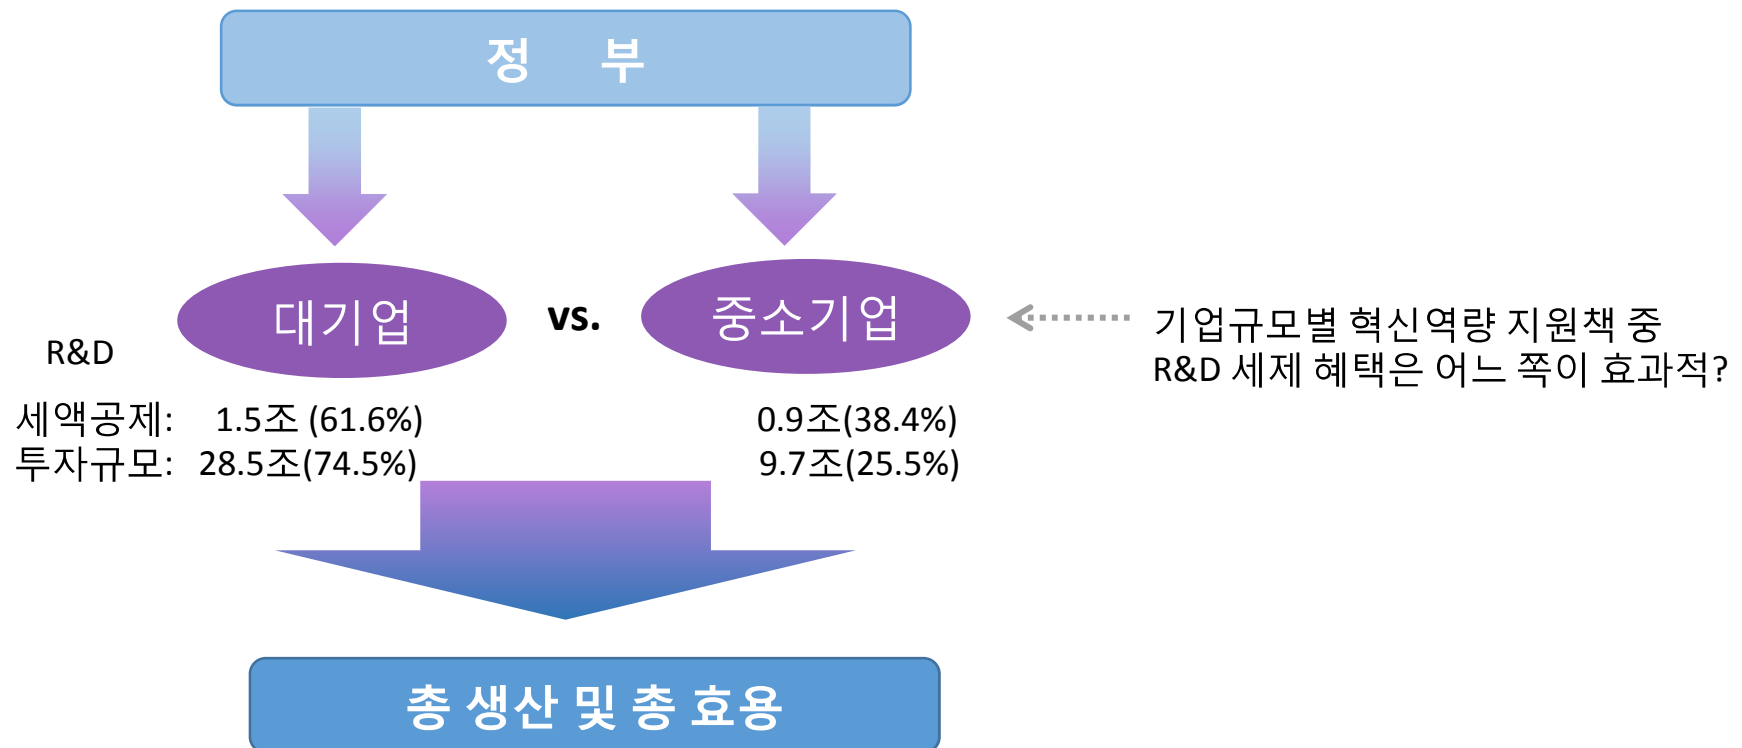 정 부
대기업 vs. 중소기업
기업규모별 혁신역량 지원책 중
R&D 세제 혜택은 어느 쪽이 효과적?
R&D
세액공제: 1.5조 (61.6%) 0.9조(38.4%)
투자규모: 28.5조(74.5%) 9.7조(25.5%)
총 생산 및 총 효용